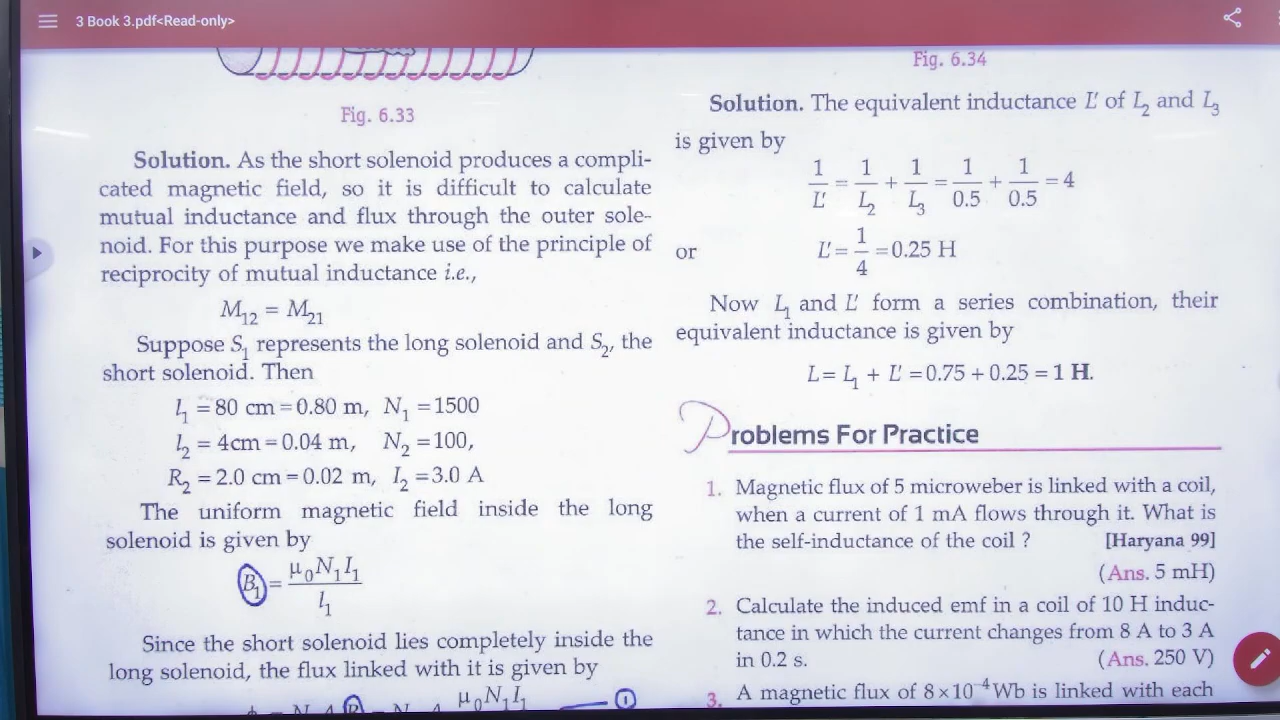 3 Book 3.pdf<Read-only>
Fig. 6.33
Solution. As the short solenoid produces a compli-
cated magnetic field, so it is difficult to calculate
mutual inductance and flux through the outer sole-
noid. For this purpose we make use of the principle of
reciprocity of mutual inductance i.e.,
M₁₂ = M₂₁
Suppose S₁ represents the long solenoid and S₂, the
short solenoid. Then
l₁ = 80 cm = 0.80 m, N₁ = 1500
l₂ = 4cm = 0.04 m, N₂ = 100,
R₂ = 2.0 cm = 0.02 m, I₂ = 3.0 A
The uniform magnetic field inside the long
solenoid is given by
B₁ = μ₀N₁I₁ / l₁
Since the short solenoid lies completely inside the
long solenoid, the flux linked with it is given by
μ₀N₁I₁ ①
Fig. 6.34
Solution. The equivalent inductance L' of L₂ and L₃
is given by
1/L' = 1/L₂ + 1/L₃ = 1/0.5 + 1/0.5 = 4
or L' = 1/4 = 0.25 H
Now L₁ and L' form a series combination, their
equivalent inductance is given by
L = L₁ + L' = 0.75 + 0.25 = 1 H.
Problems For Practice
1. Magnetic flux of 5 microweber is linked with a coil,
when a current of 1 mA flows through it. What is
the self-inductance of the coil ? [Haryana 99]
(Ans. 5 mH)
2. Calculate the induced emf in a coil of 10 H induc-
tance in which the current changes from 8 A to 3 A
in 0.2 s. (Ans. 250 V)
3. A magnetic flux of 8×10⁻⁴ Wb is linked with each